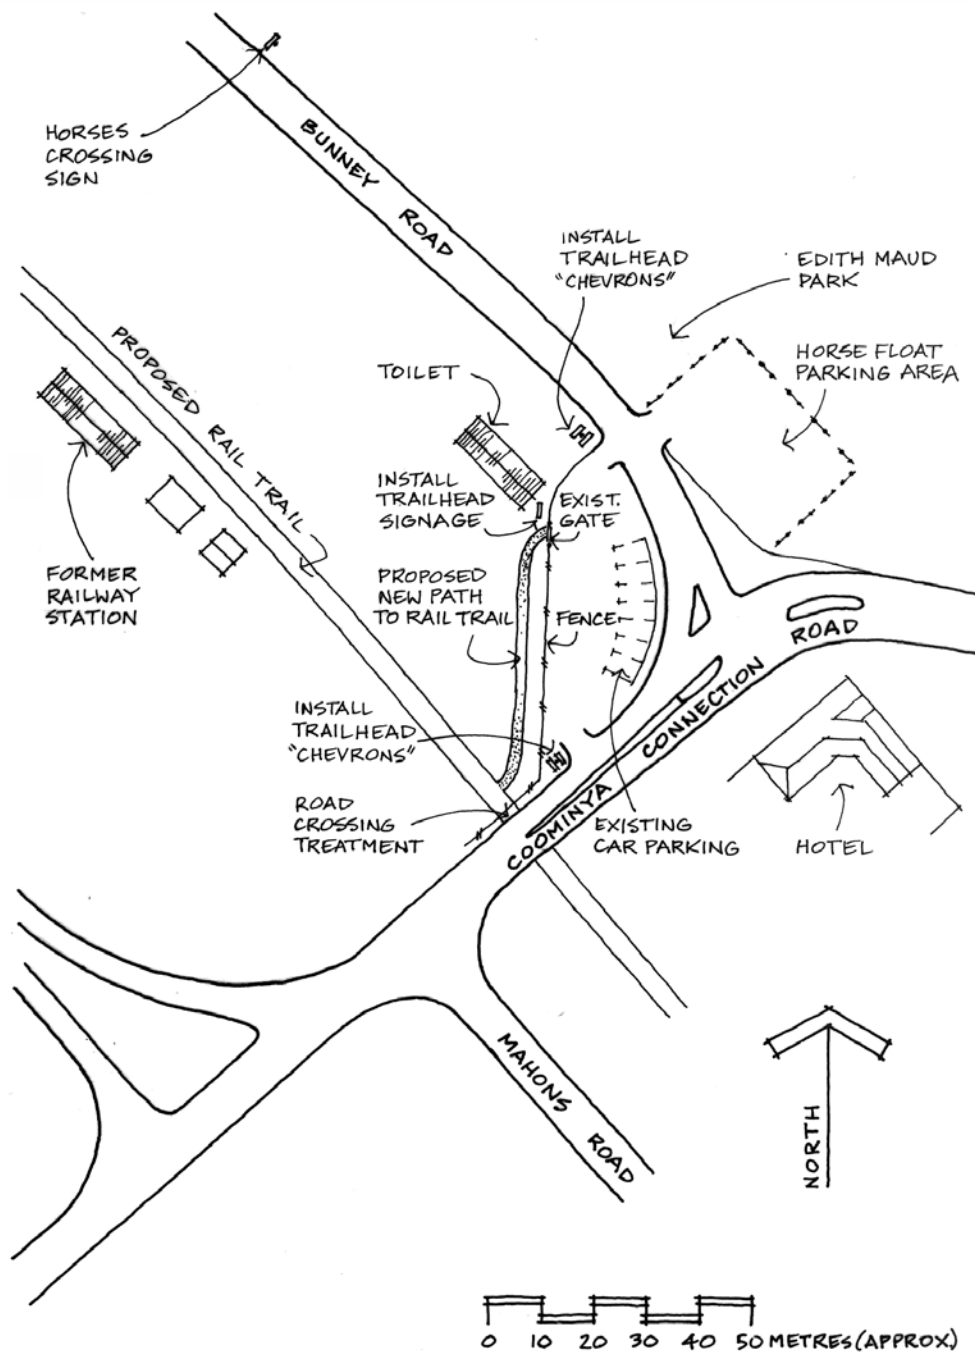 HORSES
CROSSING
SIGN
BUNNEY ROAD
INSTALL
TRAILHEAD
"CHEVRONS"
EDITH MAUD
PARK
HORSE FLOAT
PARKING AREA
PROPOSED RAIL TRAIL
TOILET
INSTALL
TRAILHEAD
SIGNAGE
EXIST.
GATE
FORMER
RAILWAY
STATION
PROPOSED
NEW PATH
TO RAIL TRAIL
FENCE
COOMINYA CONNECTION ROAD
INSTALL
TRAILHEAD
"CHEVRONS"
ROAD
CROSSING
TREATMENT
EXISTING
CAR PARKING
HOTEL
MAHONS ROAD
NORTH
0 10 20 30 40 50 METRES (APPROX.)